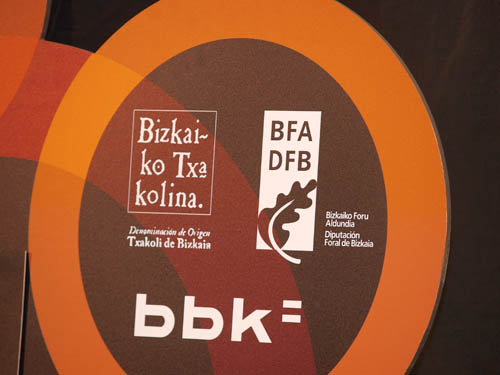 Bizkai-
ko Txa
kolina.
Denominación de Origen
Txakoli de Bizkaia
BFA
DFB
Bizkaiko Foru
Aldundia
Diputación
Foral de Bizkaia
bbk=